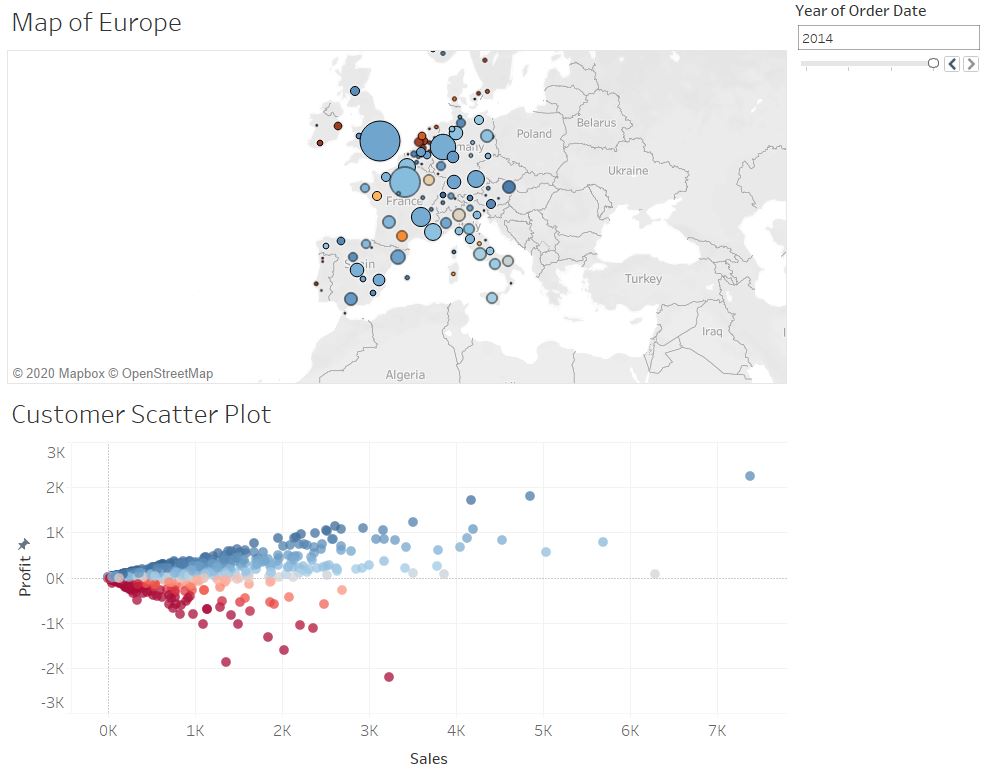 Map of Europe
Year of Order Date
2014
Belarus
Poland
many
Ukraine
France
aly
ain
Turkey
Iraq
Algeria
© 2020 Mapbox © OpenStreetMap
Customer Scatter Plot
3K
2K
1K
0K
-1K
-2K
-3K
Profit
0K 1K 2K 3K 4K 5K 6K 7K
Sales